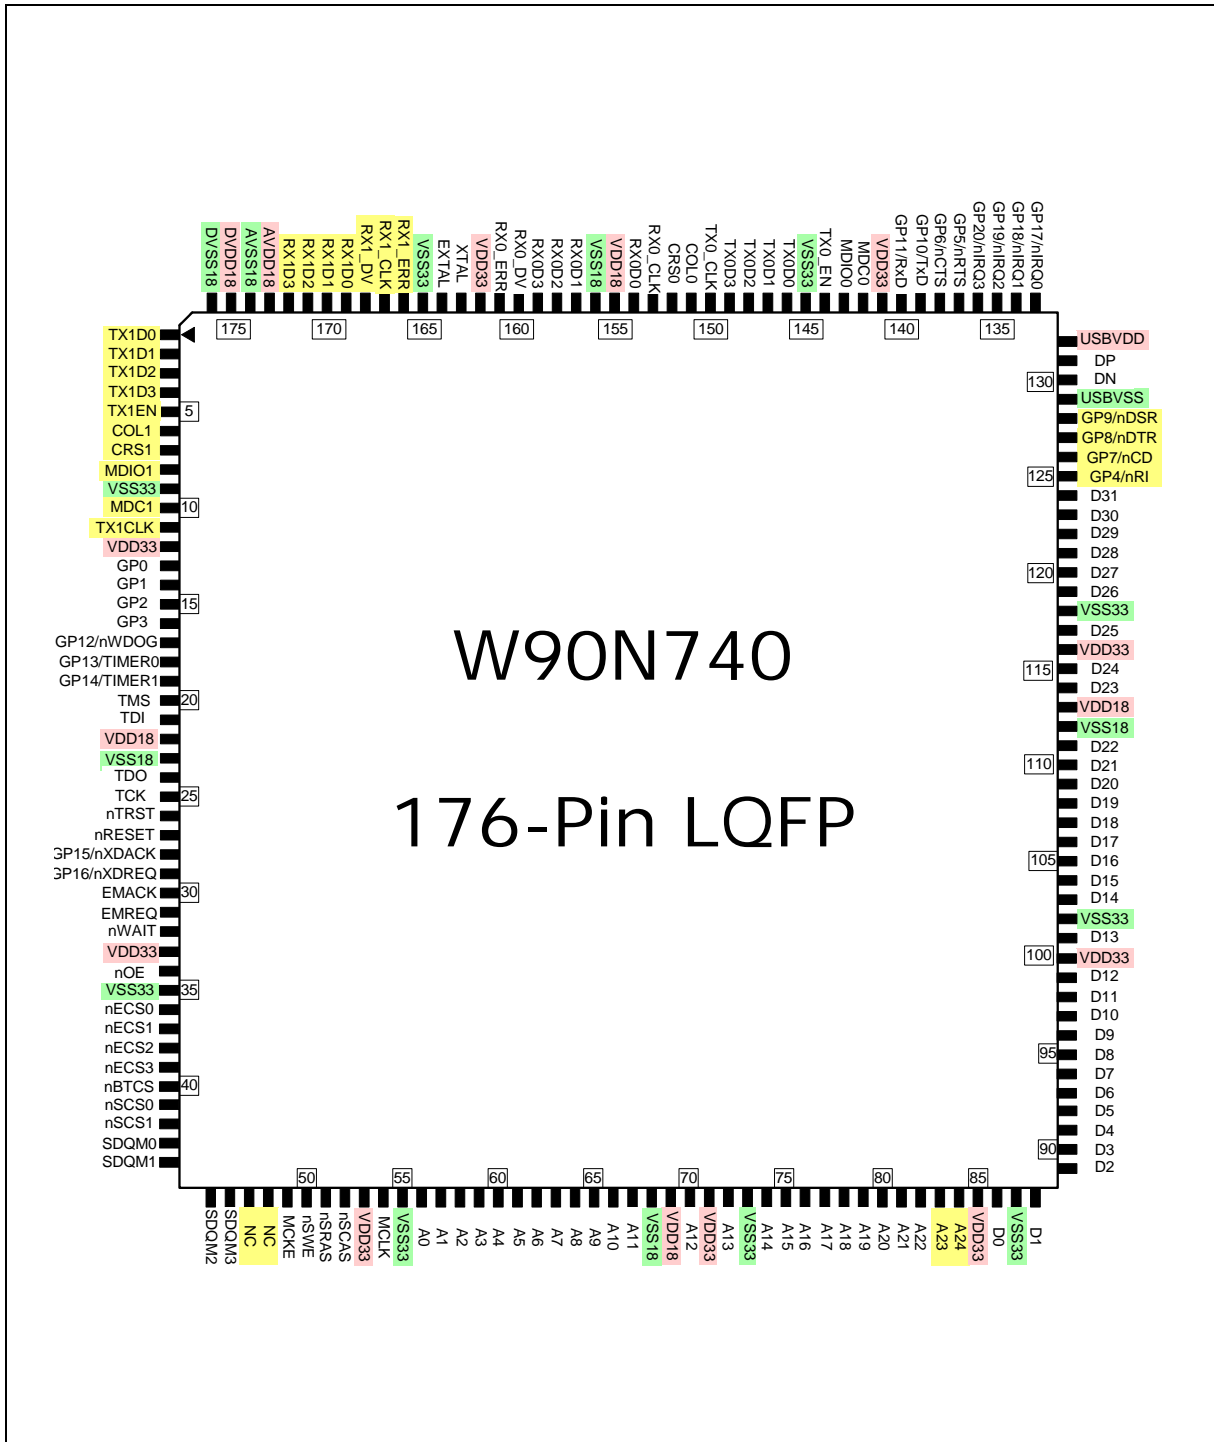 DVSS18
DVDD18
AVSS18
AVDD18
RX1D3
RX1D2
RX1D1
RX1D0
RX1_DV
RX1_CLK
RX1_ERR
VSS33
EXTAL
XTAL
VDD33
RX0_ERR
RX0_DV
RX0D3
RX0D2
RX0D1
VSS18
VDD18
RX0D0
RX0_CLK
CRS0
COL0
TX0_CLK
TX0D3
TX0D2
TX0D1
TX0D0
VSS33
TX0_EN
MDIO0
MDC0
VDD33
GP11/RxD
GP10/TxD
GP6/nCTS
GP5/nRTS
GP20/nIRQ3
GP19/nIRQ2
GP18/nIRQ1
GP17/nIRQ0
175
170
165
160
155
150
145
140
135
TX1D0
TX1D1
TX1D2
TX1D3
TX1EN 5
COL1
CRS1
MDIO1
VSS33
MDC1 10
TX1CLK
VDD33
GP0
GP1
GP2 15
GP3
GP12/nWDOG
GP13/TIMER0
GP14/TIMER1
TMS 20
TDI
VDD18
VSS18
TDO
TCK 25
nTRST
nRESET
GP15/nXDACK
GP16/nXDREQ
EMACK 30
EMREQ
nWAIT
VDD33
nOE
VSS33 35
nECS0
nECS1
nECS2
nECS3
nBTCS 40
nSCS0
nSCS1
SDQM0
SDQM1
W90N740
176-Pin LQFP
USBVDD
DP
130 DN
USBVSS
GP9/nDSR
GP8/nDTR
GP7/nCD
125 GP4/nRI
D31
D30
D29
D28
120 D27
D26
VSS33
D25
VDD33
115 D24
D23
VDD18
VSS18
D22
110 D21
D20
D19
D18
D17
105 D16
D15
D14
VSS33
D13
100 VDD33
D12
D11
D10
D9
95 D8
D7
D6
D5
D4
90 D3
D2
50
55
60
65
70
75
80
85
SDQM2
SDQM3
NC
NC
MCKE
nSWE
nSRAS
nSCAS
VDD33
MCLK
VSS33
A0
A1
A2
A3
A4
A5
A6
A7
A8
A9
A10
A11
VSS18
VDD18
A12
VDD33
A13
VSS33
A14
A15
A16
A17
A18
A19
A20
A21
A22
A23
A24
VDD33
D0
VSS33
D1